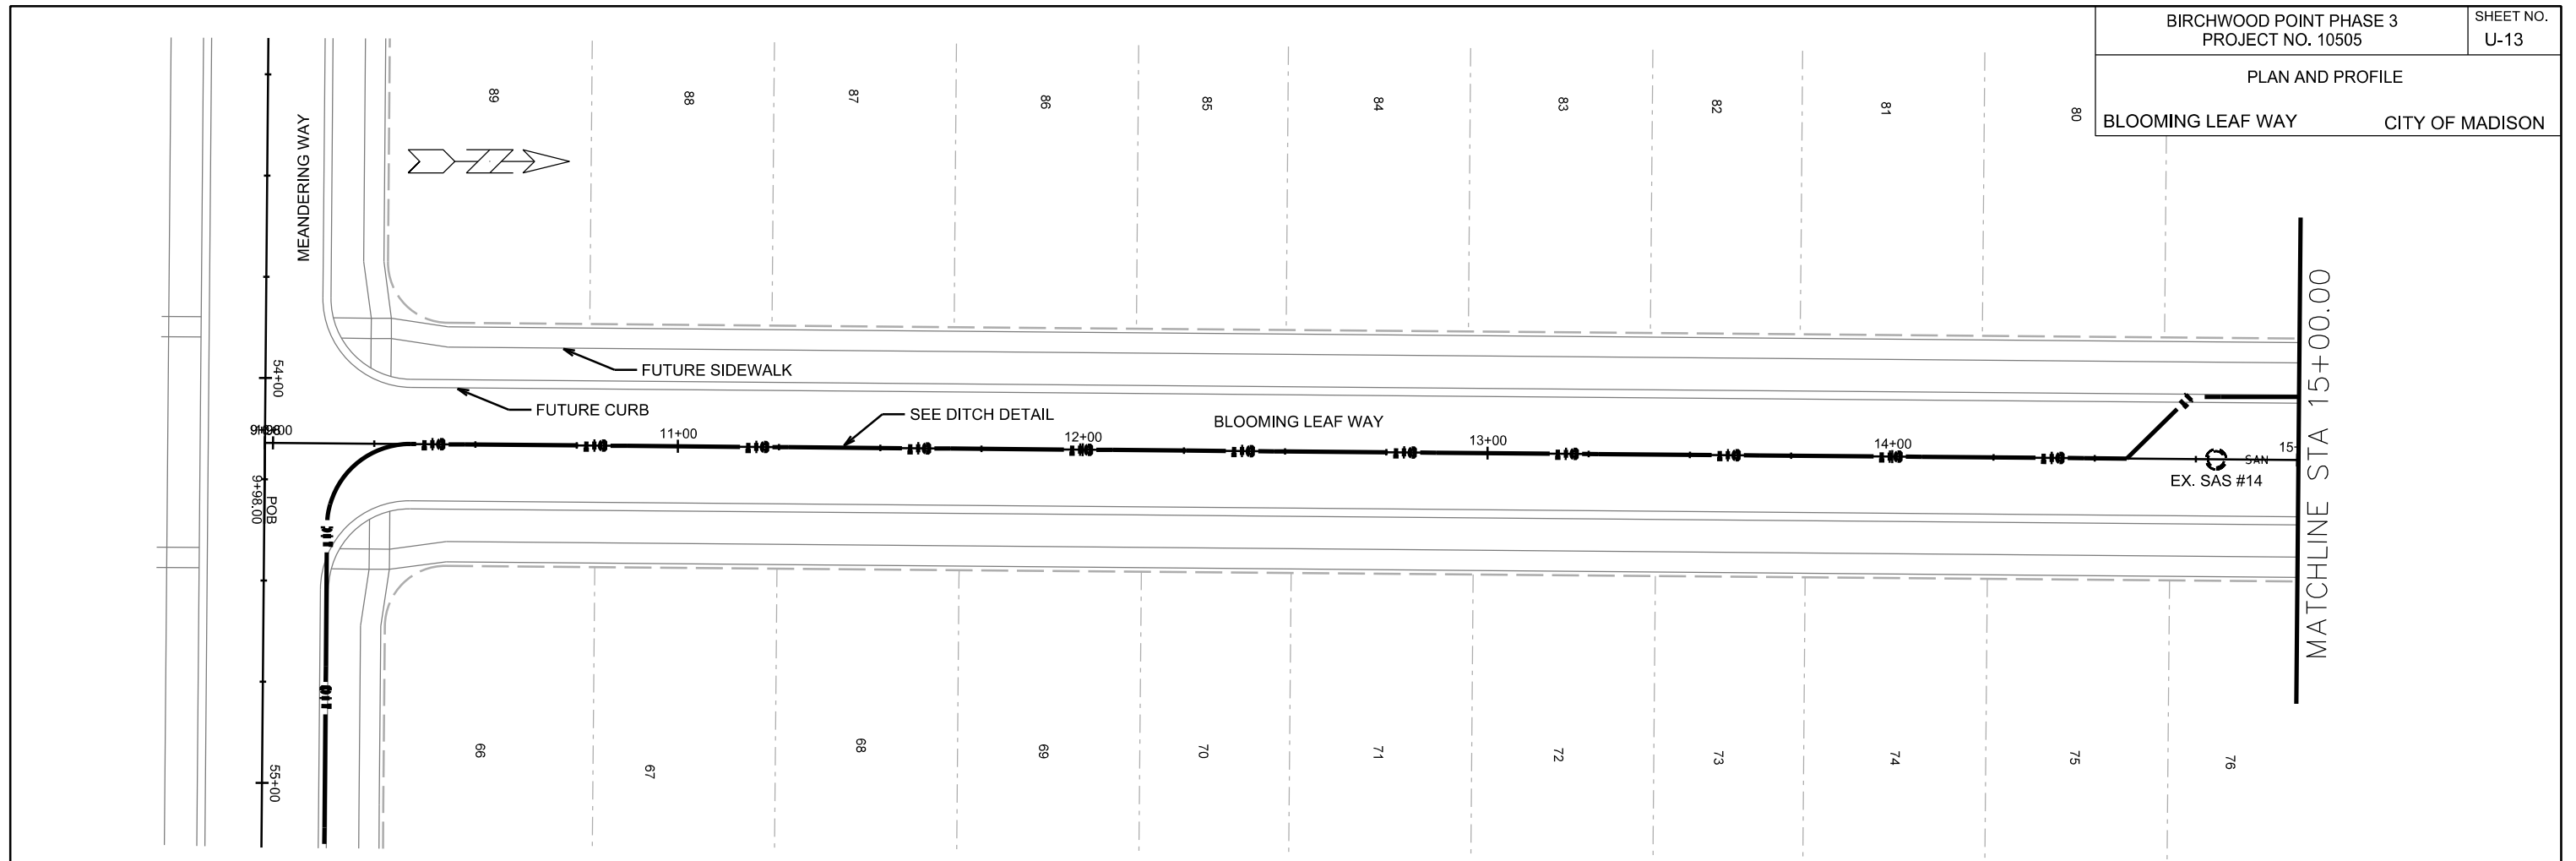 BIRCHWOOD POINT PHASE 3
PROJECT NO. 10505
SHEET NO.
U-13
PLAN AND PROFILE
BLOOMING LEAF WAY
CITY OF MADISON
89
88
87
86
85
84
83
82
81
80
MEANDERING WAY
N
54+00
FUTURE SIDEWALK
FUTURE CURB
SEE DITCH DETAIL
BLOOMING LEAF WAY
11+00
12+00
13+00
14+00
15+
SAN
EX. SAS #14
MATCHLINE STA 15+00.00
POB
9+98.00
55+00
66
67
68
69
70
71
72
73
74
75
76